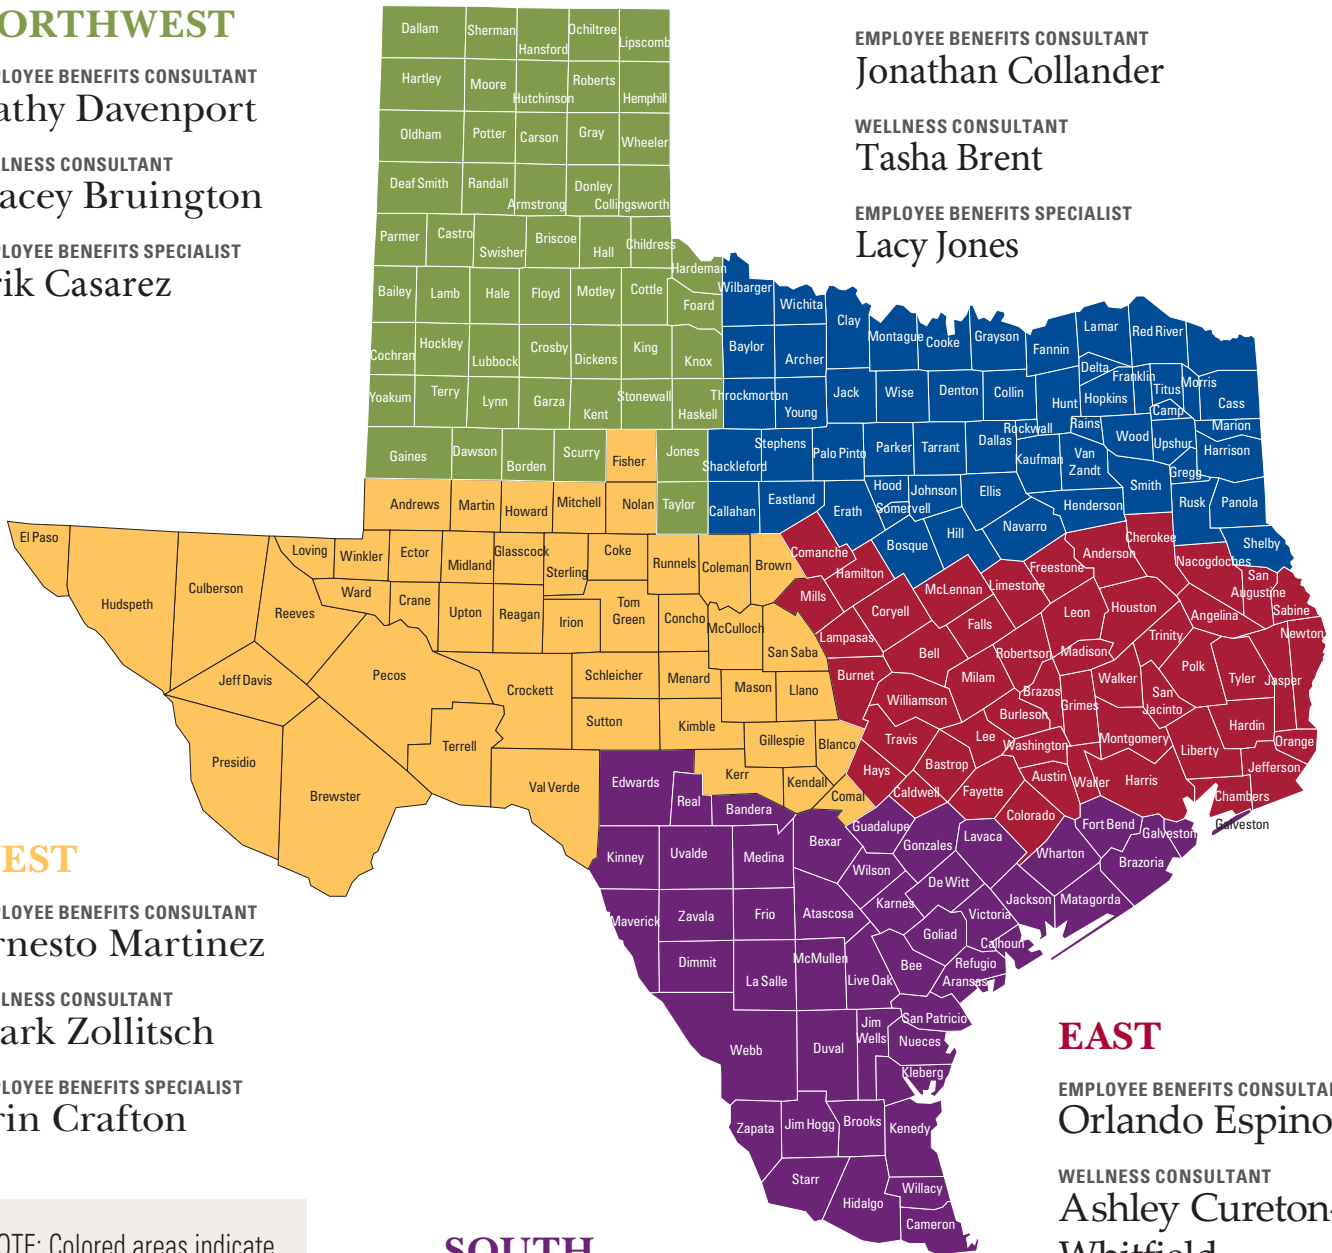 ORTHWEST
LOYEE BENEFITS CONSULTANT
athy Davenport
LNESS CONSULTANT
acey Bruington
LOYEE BENEFITS SPECIALIST
rik Casarez
EMPLOYEE BENEFITS CONSULTANT
Jonathan Collander
WELLNESS CONSULTANT
Tasha Brent
EMPLOYEE BENEFITS SPECIALIST
Lacy Jones
Dallam
Sherman
Hansford
Ochiltree
Lipscomb
Hartley
Moore
Hutchinson
Roberts
Hemphill
Oldham
Potter
Carson
Gray
Wheeler
Deaf Smith
Randall
Armstrong
Donley
Collingsworth
Parmer
Castro
Swisher
Briscoe
Hall
Childress
Hardeman
Bailey
Lamb
Hale
Floyd
Motley
Cottle
Foard
Cochran
Hockley
Lubbock
Crosby
Dickens
King
Knox
Yoakum
Terry
Lynn
Garza
Kent
Stonewall
Haskell
Gaines
Dawson
Borden
Scurry
Fisher
Jones
Taylor
Wilbarger
Wichita
Clay
Montague
Cooke
Grayson
Fannin
Lamar
Red River
Baylor
Archer
Jack
Wise
Denton
Collin
Hunt
Delta
Hopkins
Franklin
Titus
Camp
Morris
Cass
Marion
Throckmorton
Young
Shackleford
Stephens
Palo Pinto
Parker
Tarrant
Dallas
Rockwall
Kaufman
Rains
Van
Zandt
Wood
Upshur
Harrison
Gregg
Smith
Rusk
Panola
Callahan
Eastland
Erath
Hood
Somervell
Johnson
Ellis
Henderson
Navarro
Hill
Bosque
Shelby
Andrews
Martin
Howard
Mitchell
Nolan
El Paso
Hudspeth
Culberson
Reeves
Loving
Winkler
Ward
Ector
Crane
Midland
Upton
Glasscock
Reagan
Sterling
Irion
Coke
Tom
Green
Runnels
Concho
Coleman
Brown
McCulloch
San Saba
Jeff Davis
Pecos
Presidio
Brewster
Terrell
Crockett
Val Verde
Schleicher
Sutton
Menard
Kimble
Mason
Llano
Gillespie
Blanco
Kerr
Kendall
Comal
Comanche
Hamilton
Mills
Lampasas
Coryell
McLennan
Limestone
Freestone
Anderson
Cherokee
Nacogdoches
San
Augustine
Sabine
Newton
Burnet
Bell
Falls
Robertson
Leon
Houston
Madison
Trinity
Angelina
Polk
Tyler
Jasper
Williamson
Milam
Brazos
Burleson
Grimes
Walker
San
Jacinto
Hardin
Orange
Travis
Hays
Bastrop
Lee
Washington
Montgomery
Liberty
Jefferson
Caldwell
Fayette
Austin
Waller
Harris
Chambers
Colorado
Galveston
Edwards
Real
Bandera
Kinney
Uvalde
Medina
Bexar
Guadalupe
Gonzales
Lavaca
Wharton
Fort Bend
Galveston
Brazoria
Wilson
De Witt
Karnes
Jackson
Matagorda
Victoria
Calhoun
Goliad
Refugio
Aransas
Bee
Maverick
Zavala
Frio
Atascosa
Dimmit
La Salle
McMullen
Live Oak
San Patricio
Nueces
Webb
Duval
Jim
Wells
Kleberg
Zapata
Jim Hogg
Brooks
Kenedy
Starr
Hidalgo
Willacy
Cameron
EST
LOYEE BENEFITS CONSULTANT
rnesto Martinez
LNESS CONSULTANT
ark Zollitsch
LOYEE BENEFITS SPECIALIST
rin Crafton
OTE: Colored areas indicate
SOUTH
EAST
EMPLOYEE BENEFITS CONSULTA
Orlando Espino
WELLNESS CONSULTANT
Ashley Cureton-
Whitfield